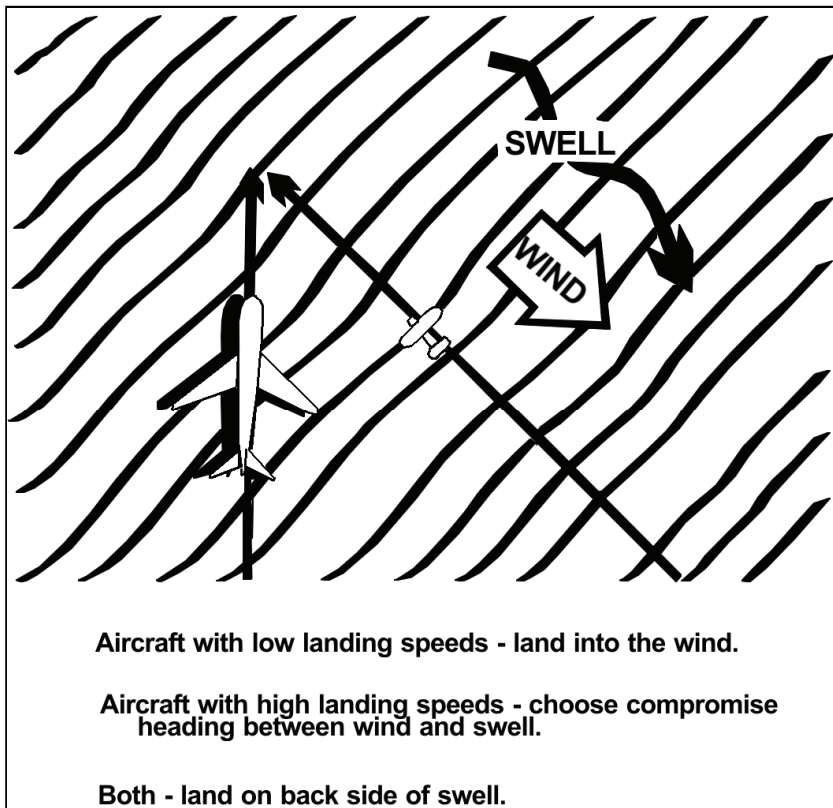 SWELL
WIND
Aircraft with low landing speeds - land into the wind.
Aircraft with high landing speeds - choose compromise
heading between wind and swell.
Both - land on back side of swell.